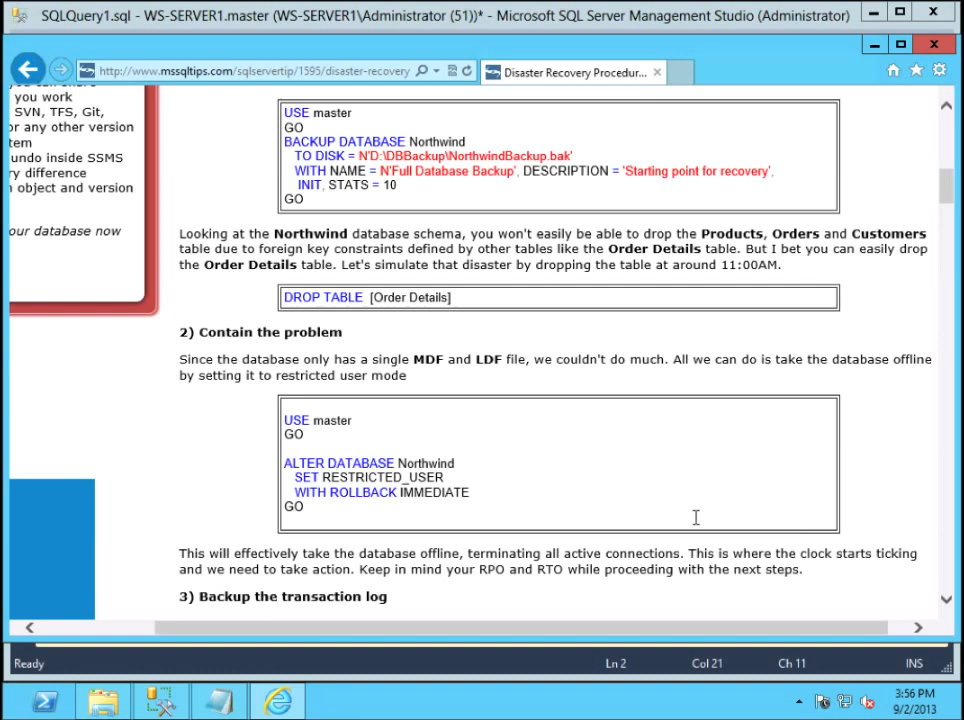 SQLQuery1.sql - WS-SERVER1.master (WS-SERVER1\Administrator (51))* - Microsoft SQL Server Management Studio (Administrator)
http://www.mssqltips.com/sqlservertip/1595/disaster-recovery
Disaster Recovery Procedur...
you work
SVN, TFS, Git,
or any other version
tem
undo inside SSMS
ry difference
object and version
our database now
USE master
GO
BACKUP DATABASE Northwind
TO DISK = N'D:\DBBackup\NorthwindBackup.bak'
WITH NAME = N'Full Database Backup', DESCRIPTION = 'Starting point for recovery',
INIT, STATS = 10
GO
Looking at the Northwind database schema, you won't easily be able to drop the Products, Orders and Customers
table due to foreign key constraints defined by other tables like the Order Details table. But I bet you can easily drop
the Order Details table. Let's simulate that disaster by dropping the table at around 11:00AM.
DROP TABLE [Order Details]
2) Contain the problem
Since the database only has a single MDF and LDF file, we couldn't do much. All we can do is take the database offline
by setting it to restricted user mode
USE master
GO
ALTER DATABASE Northwind
SET RESTRICTED_USER
WITH ROLLBACK IMMEDIATE
GO
This will effectively take the database offline, terminating all active connections. This is where the clock starts ticking
and we need to take action. Keep in mind your RPO and RTO while proceeding with the next steps.
3) Backup the transaction log
Ready
Ln 2
Col 21
Ch 11
INS
3:56 PM
9/2/2013